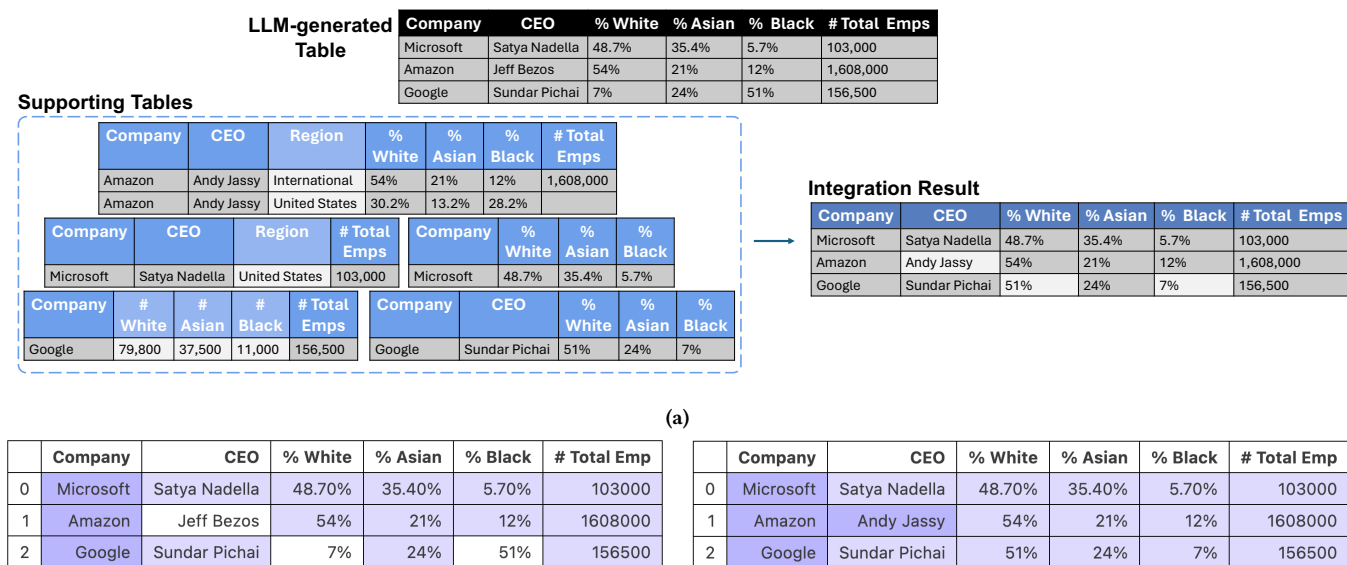 LLM-generated
Table
Company CEO % White % Asian % Black # Total Emps
Microsoft Satya Nadella 48.7% 35.4% 5.7% 103,000
Amazon Jeff Bezos 54% 21% 12% 1,608,000
Google Sundar Pichai 7% 24% 51% 156,500
Supporting Tables
Company CEO Region % % % # Total
White Asian Black Emps
Amazon Andy Jassy International 54% 21% 12% 1,608,000
Amazon Andy Jassy United States 30.2% 13.2% 28.2%
Company CEO Region # Total
Emps
Microsoft Satya Nadella United States 103,000
Company % % %
White Asian Black
Microsoft 48.7% 35.4% 5.7%
Company # # # # Total
White Asian Black Emps
Google 79,800 37,500 11,000 156,500
Company CEO % % %
White Asian Black
Google Sundar Pichai 51% 24% 7%
Integration Result
Company CEO % White % Asian % Black # Total Emps
Microsoft Satya Nadella 48.7% 35.4% 5.7% 103,000
Amazon Andy Jassy 54% 21% 12% 1,608,000
Google Sundar Pichai 51% 24% 7% 156,500
(a)
Company CEO % White % Asian % Black # Total Emp
0 Microsoft Satya Nadella 48.70% 35.40% 5.70% 103000
1 Amazon Jeff Bezos 54% 21% 12% 1608000
2 Google Sundar Pichai 7% 24% 51% 156500
Company CEO % White % Asian % Black # Total Emp
0 Microsoft Satya Nadella 48.70% 35.40% 5.70% 103000
1 Amazon Andy Jassy 54% 21% 12% 1608000
2 Google Sundar Pichai 51% 24% 7% 156500